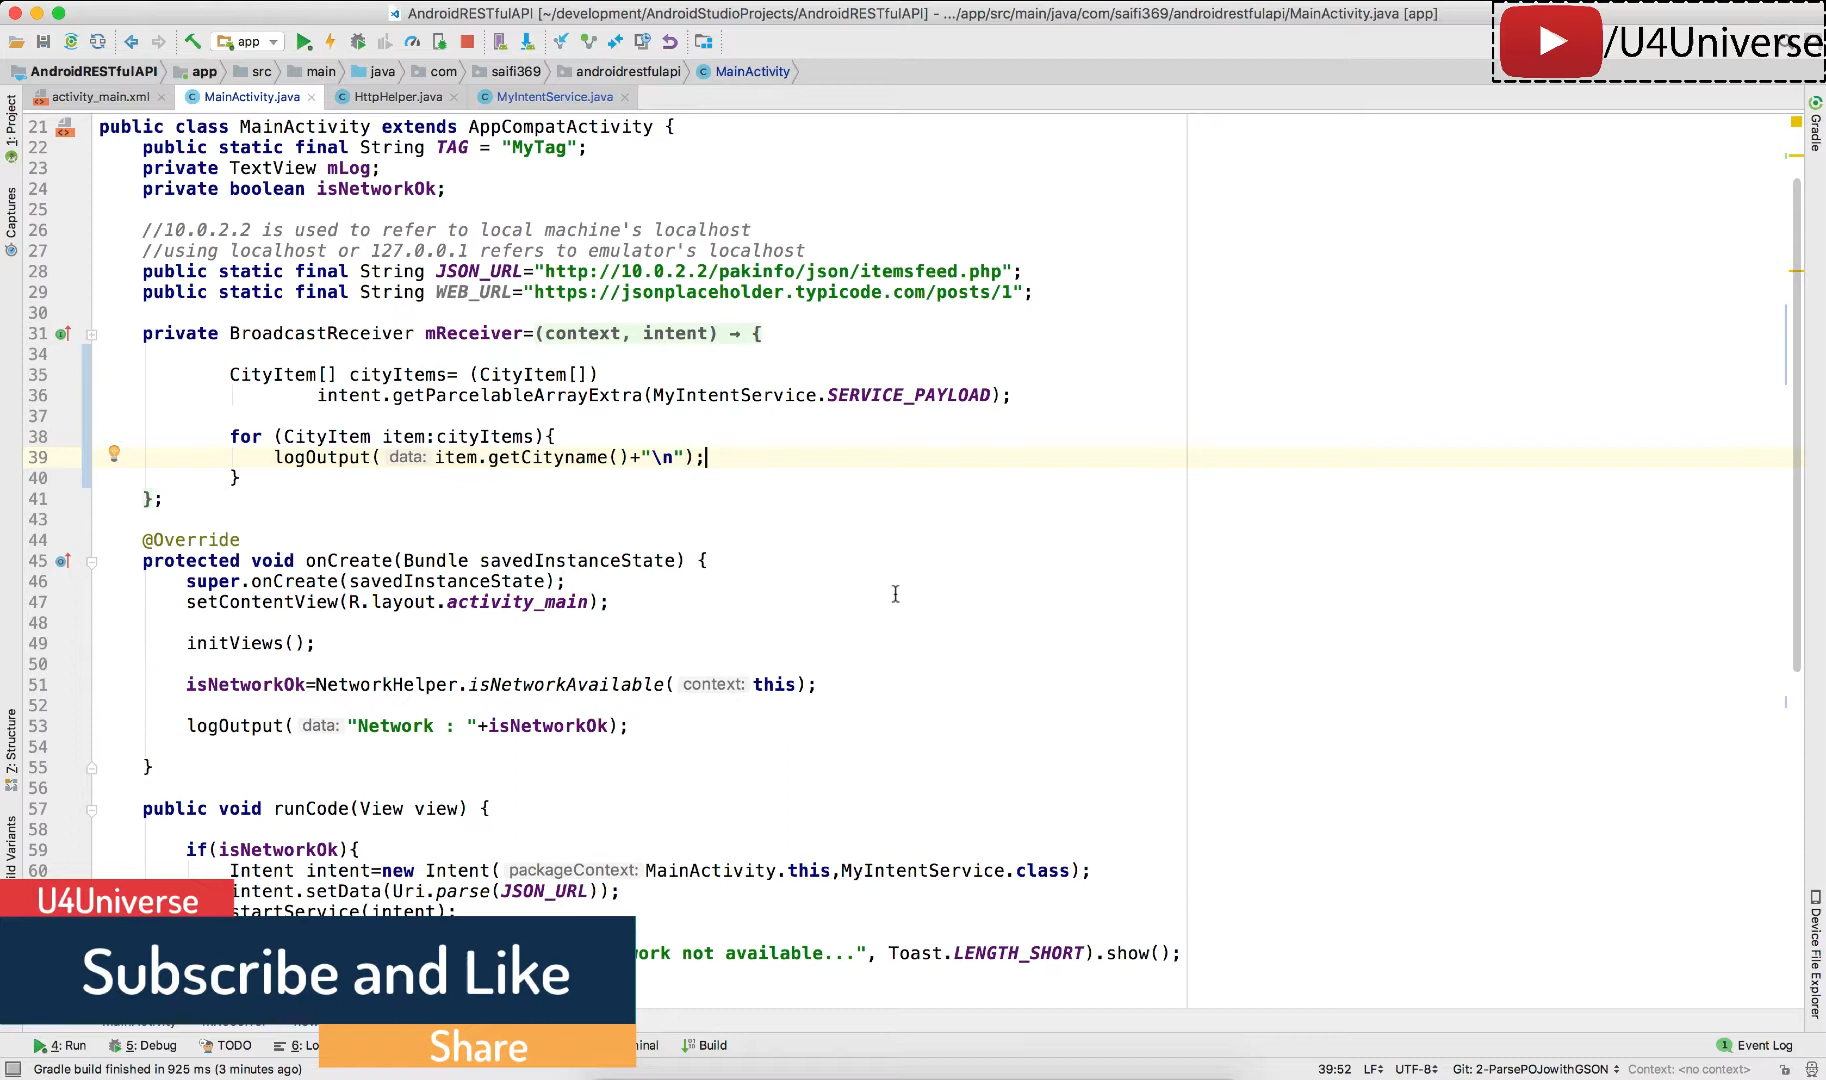 AndroidRESTfulAPI [~/development/AndroidStudioProjects/AndroidRESTfulAPI] - .../app/src/main/java/com/saifi369/androidrestfulapi/MainActivity.java [app]
/U4Universe
app
AndroidRESTfulAPI app src main java com saifi369 androidrestfulapi MainActivity
activity_main.xml MainActivity.java HttpHelper.java MyIntentService.java
1: Project
Captures
Z: Structure
Gradle
Device File Explorer
21 public class MainActivity extends AppCompatActivity {
22 public static final String TAG = "MyTag";
23 private TextView mLog;
24 private boolean isNetworkOk;
25
26 //10.0.2.2 is used to refer to local machine's localhost
27 //using localhost or 127.0.0.1 refers to emulator's localhost
28 public static final String JSON_URL="http://10.0.2.2/pakinfo/json/itemsfeed.php";
29 public static final String WEB_URL="https://jsonplaceholder.typicode.com/posts/1";
30
31 private BroadcastReceiver mReceiver=(context, intent) → {
34
35 CityItem[] cityItems= (CityItem[])
36 intent.getParcelableArrayExtra(MyIntentService.SERVICE_PAYLOAD);
37
38 for (CityItem item:cityItems){
39 logOutput( data: item.getCityname()+"\n");
40 }
41 };
43
44 @Override
45 protected void onCreate(Bundle savedInstanceState) {
46 super.onCreate(savedInstanceState);
47 setContentView(R.layout.activity_main);
48
49 initViews();
50
51 isNetworkOk=NetworkHelper.isNetworkAvailable( context: this);
52
53 logOutput( data: "Network : "+isNetworkOk);
54
55 }
56
57 public void runCode(View view) {
58
59 if(isNetworkOk){
60 Intent intent=new Intent( packageContext: MainActivity.this,MyIntentService.class);
intent.setData(Uri.parse(JSON_URL));
startService(intent);
not available...", Toast.LENGTH_SHORT).show();
U4Universe
Subscribe and Like
Share
4: Run 5: Debug TODO 6: Build Event Log
Gradle build finished in 925 ms (3 minutes ago) 39:52 LF UTF-8 Git: 2-ParsePOJowithGSON Context: <no context>